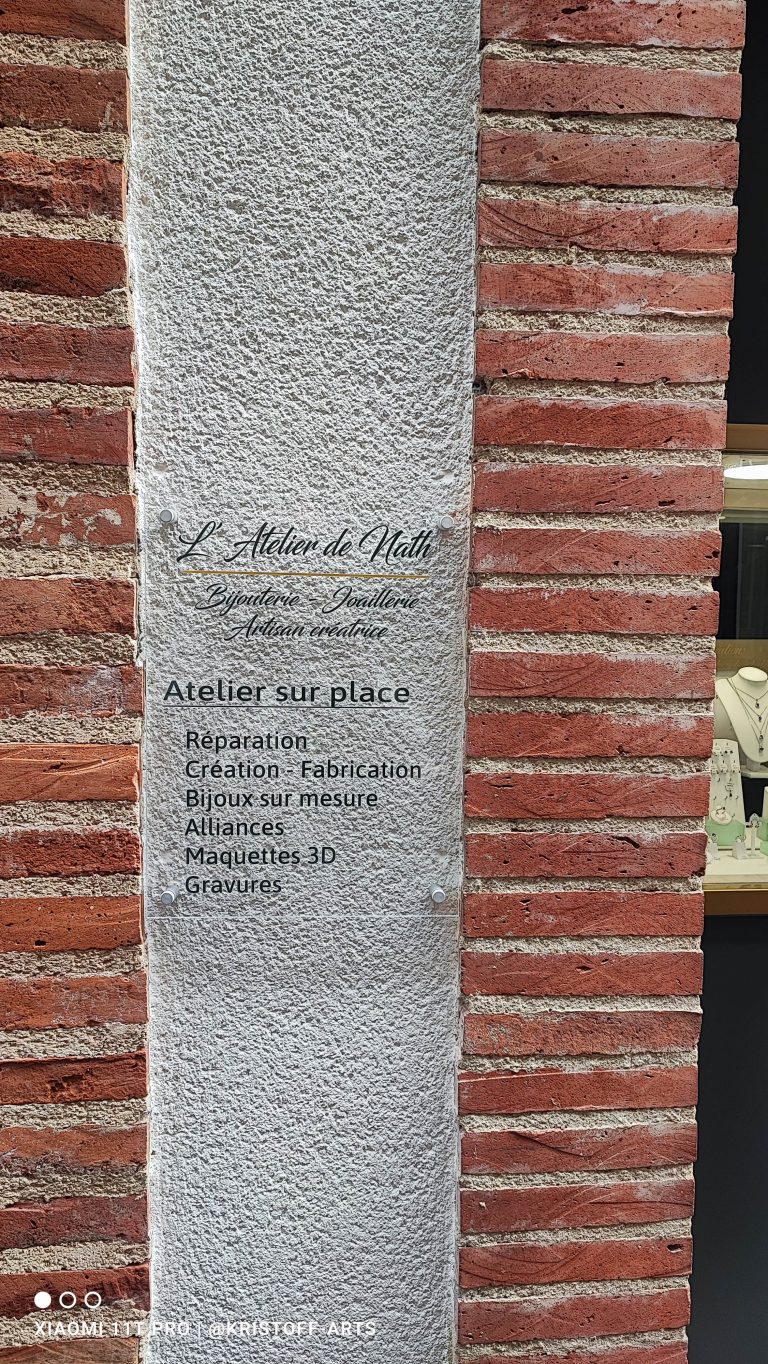 L' Atelier de Nath
Bijouterie - Joaillerie
Artisan créatrice
Atelier sur place
Réparation
Création - Fabrication
Bijoux sur mesure
Alliances
Maquettes 3D
Gravures
XIAOMI 11T PRO | @KRISTOFF ARTS